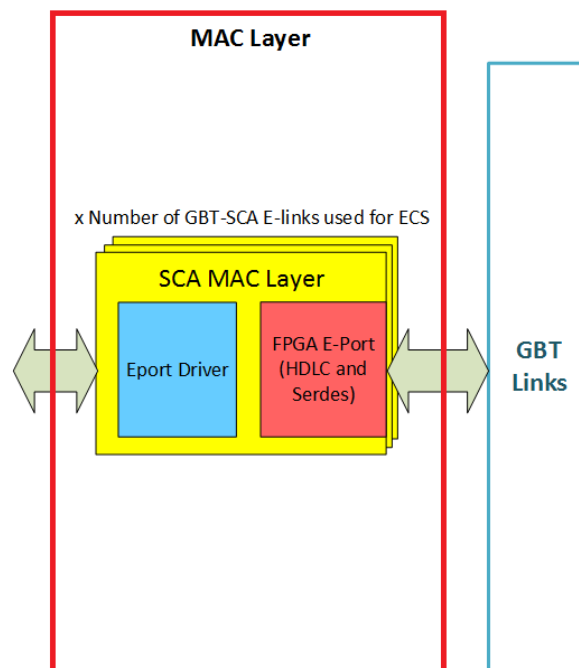 MAC Layer
x Number of GBT-SCA E-links used for ECS
SCA MAC Layer
Eport Driver
FPGA E-Port
(HDLC and
Serdes)
GBT
Links